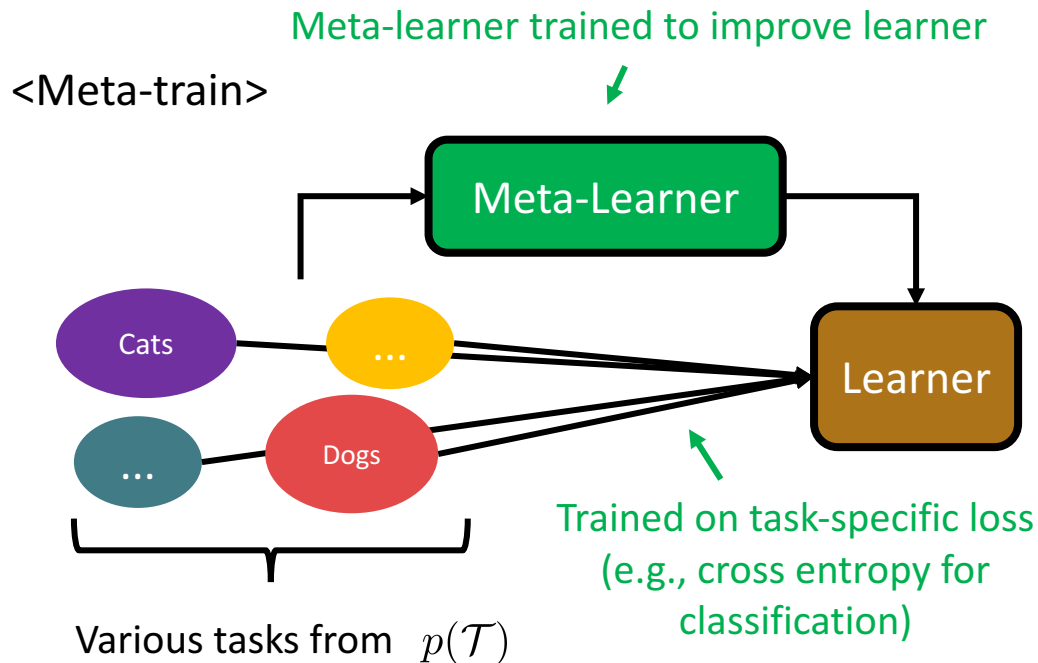 Meta-learner trained to improve learner
<Meta-train>
Meta-Learner
Cats
...
Learner
...
Dogs
Trained on task-specific loss
(e.g., cross entropy for
classification)
Various tasks from p(𝒯)